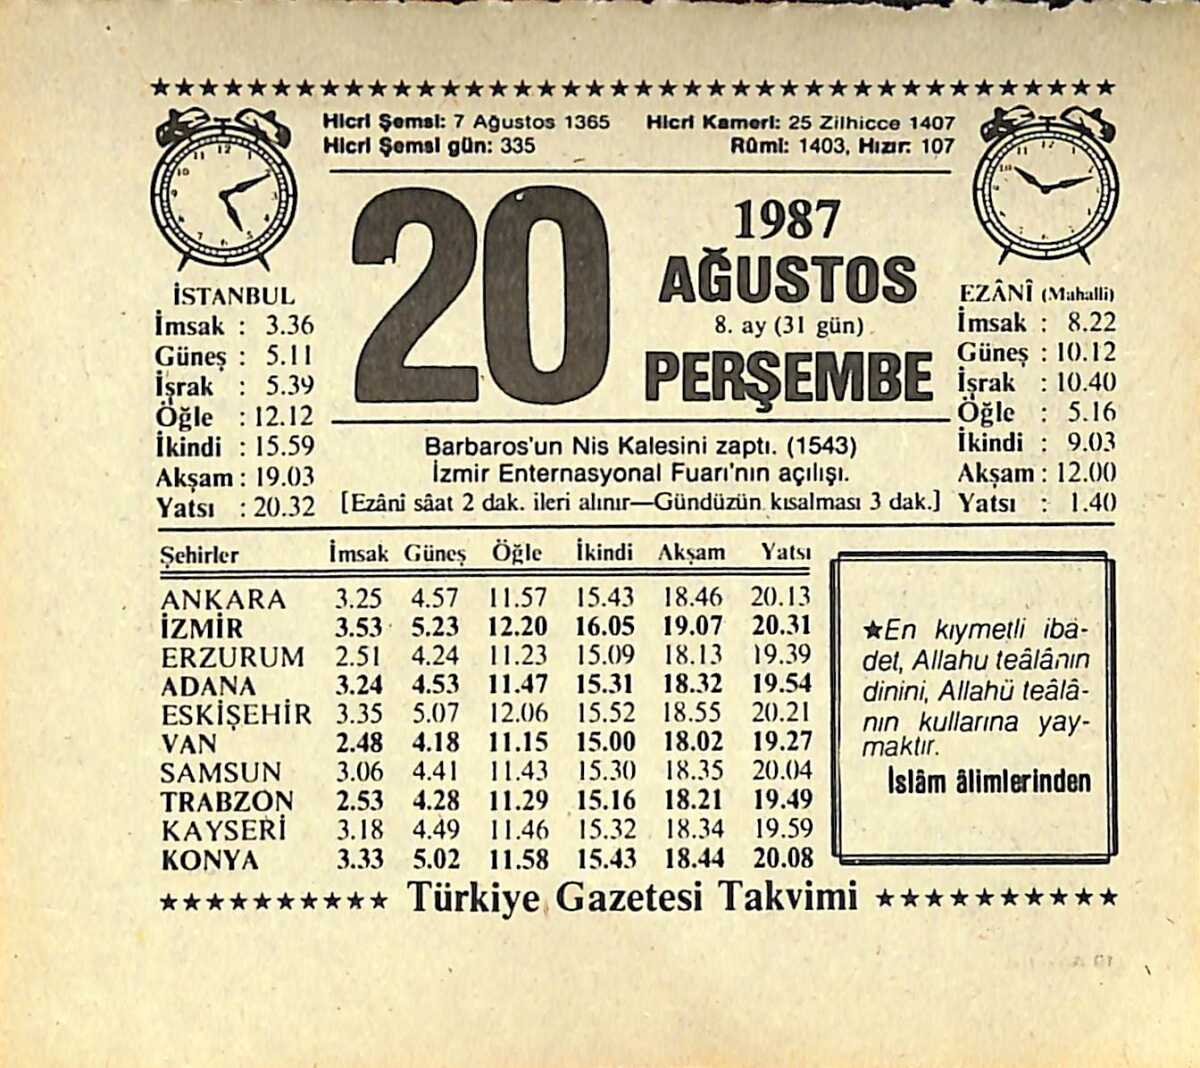 Hicrî Şemsî: 7 Ağustos 1365 Hicrî Kamerî: 25 Zilhicce 1407
Hicrî Şemsî gün: 335 Rûmî: 1403, Hızır: 107
20
1987
AĞUSTOS
8. ay (31 gün)
PERŞEMBE
İSTANBUL
İmsak : 3.36
Güneş : 5.11
İşrak : 5.39
Öğle : 12.12
İkindi : 15.59
Akşam : 19.03
Yatsı : 20.32
EZÂNÎ (Mahallî)
İmsak : 8.22
Güneş : 10.12
İşrak : 10.40
Öğle : 5.16
İkindi : 9.03
Akşam : 12.00
Yatsı : 1.40
Barbaros'un Nis Kalesini zaptı. (1543)
İzmir Enternasyonal Fuarı'nın açılışı.
[Ezânî sâat 2 dak. ileri alınır—Gündüzün kısalması 3 dak.]
Şehirler İmsak Güneş Öğle İkindi Akşam Yatsı
ANKARA 3.25 4.57 11.57 15.43 18.46 20.13
İZMİR 3.53 5.23 12.20 16.05 19.07 20.31
ERZURUM 2.51 4.24 11.23 15.09 18.13 19.39
ADANA 3.24 4.53 11.47 15.31 18.32 19.54
ESKİŞEHİR 3.35 5.07 12.06 15.52 18.55 20.21
VAN 2.48 4.18 11.15 15.00 18.02 19.27
SAMSUN 3.06 4.41 11.43 15.30 18.35 20.04
TRABZON 2.53 4.28 11.29 15.16 18.21 19.49
KAYSERİ 3.18 4.49 11.46 15.32 18.34 19.59
KONYA 3.33 5.02 11.58 15.43 18.44 20.08
★En kıymetli ibâ-
det, Allahu teâlânın
dinini, Allahü teâlâ-
nın kullarına yay-
maktır.
İslâm âlimlerinden
Türkiye Gazetesi Takvimi